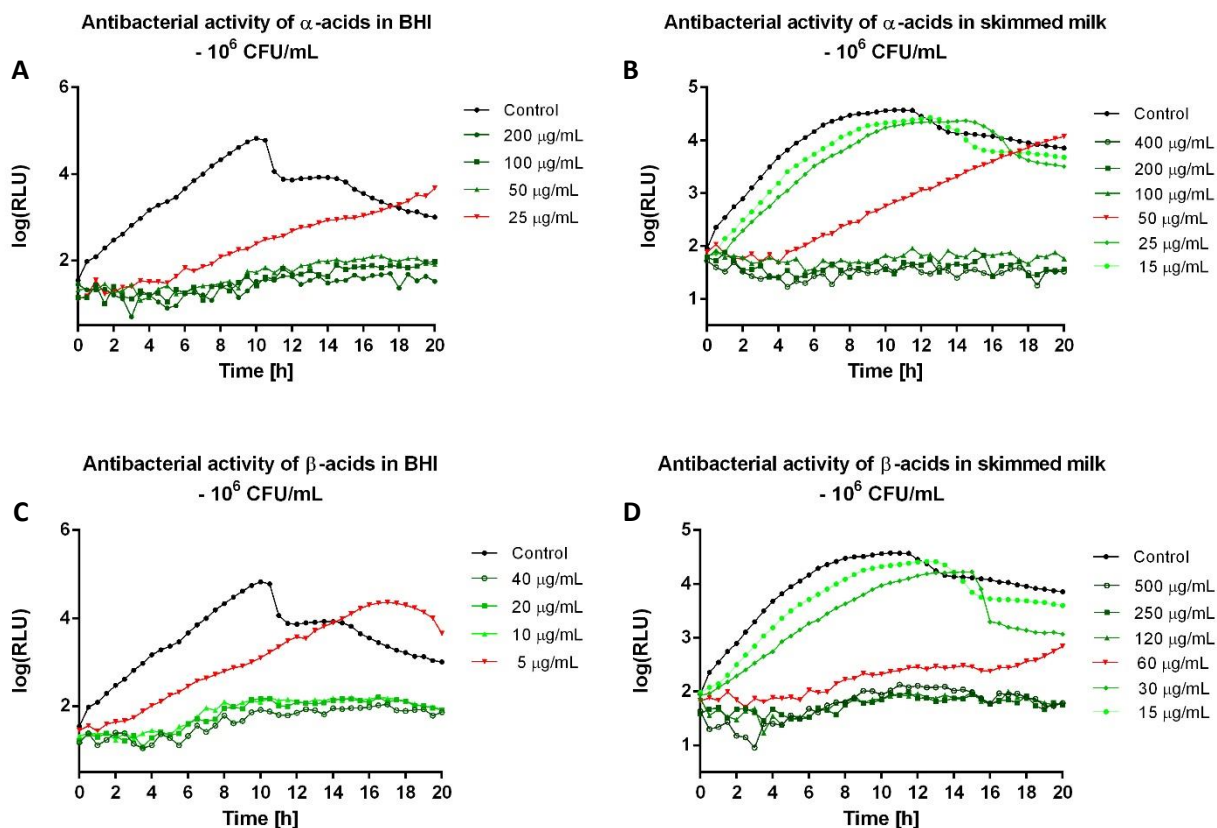 Antibacterial activity of α-acids in BHI
- 10⁶ CFU/mL
A
log(RLU)
6
4
2
0 2 4 6 8 10 12 14 16 18 20
Time [h]
Control
200 µg/mL
100 µg/mL
50 µg/mL
25 µg/mL
Antibacterial activity of α-acids in skimmed milk
- 10⁶ CFU/mL
B
log(RLU)
5
4
3
2
1
0 2 4 6 8 10 12 14 16 18 20
Time [h]
Control
400 µg/mL
200 µg/mL
100 µg/mL
50 µg/mL
25 µg/mL
15 µg/mL
Antibacterial activity of β-acids in BHI
- 10⁶ CFU/mL
C
log(RLU)
6
4
2
0 2 4 6 8 10 12 14 16 18 20
Time [h]
Control
40 µg/mL
20 µg/mL
10 µg/mL
5 µg/mL
Antibacterial activity of β-acids in skimmed milk
- 10⁶ CFU/mL
D
log(RLU)
5
4
3
2
1
0 2 4 6 8 10 12 14 16 18 20
Time [h]
Control
500 µg/mL
250 µg/mL
120 µg/mL
60 µg/mL
30 µg/mL
15 µg/mL